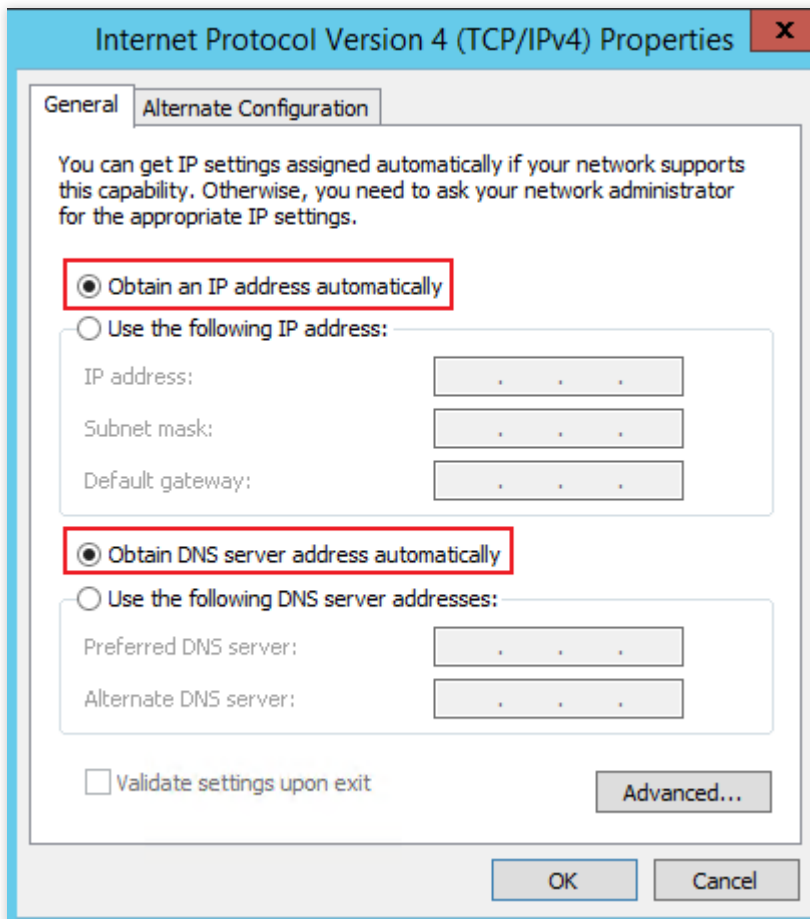 Internet Protocol Version 4 (TCP/IPv4) Properties
x
General
Alternate Configuration
You can get IP settings assigned automatically if your network supports
this capability. Otherwise, you need to ask your network administrator
for the appropriate IP settings.
Obtain an IP address automatically
Use the following IP address:
IP address:
Subnet mask:
Default gateway:
Obtain DNS server address automatically
Use the following DNS server addresses:
Preferred DNS server:
Alternate DNS server:
Validate settings upon exit
Advanced...
OK
Cancel